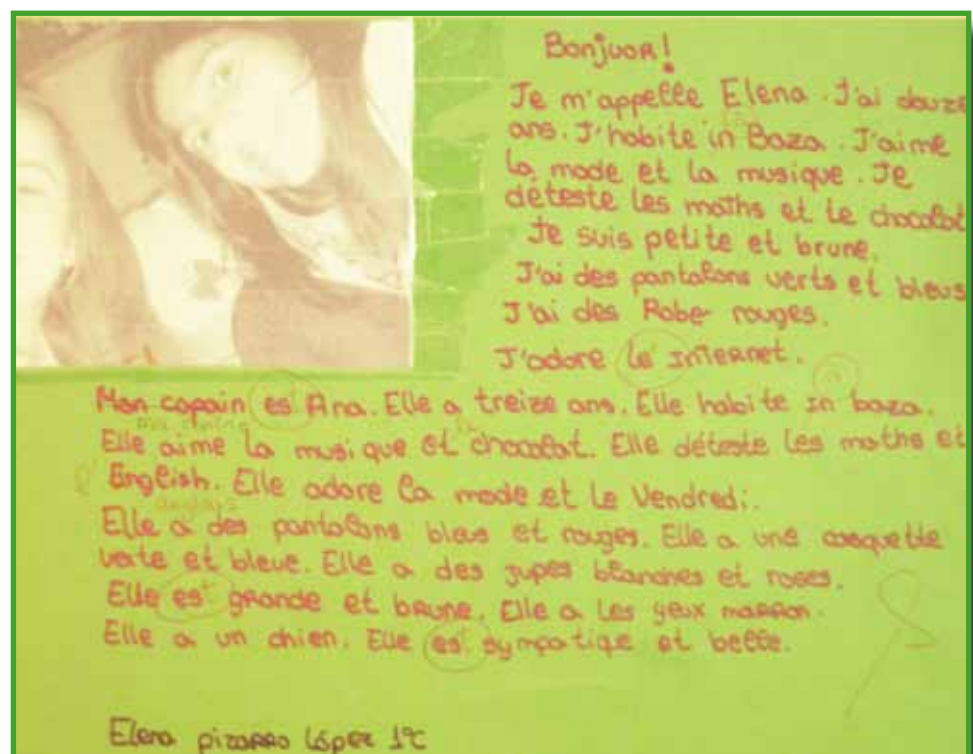 Bonjuor!
Je m'appelle Elena. J'ai douze
ans. J'habite in Baza. J'aime
la mode et la musique. Je
déteste les maths et le chocolat
Je suis petite et brune.
J'ai des pantalons verts et bleus
J'ai des Robe rouges.
J'adore le internet.
Mon copain es Ana. Elle a treize ans. Elle habite in baza.
Elle aime la musique et chocolat. Elle déteste les maths et
English. Elle adore la mode et le Vendredi.
anglais
Elle a des pantalons bleus et rouges. Elle a une casquette
verte et bleue. Elle a des jupes blanches et roses.
Elle es grande et brune. Elle a les yeux marron.
Elle a un chien. Elle es sympatique et belle.
Elena pizarro López 1ºC